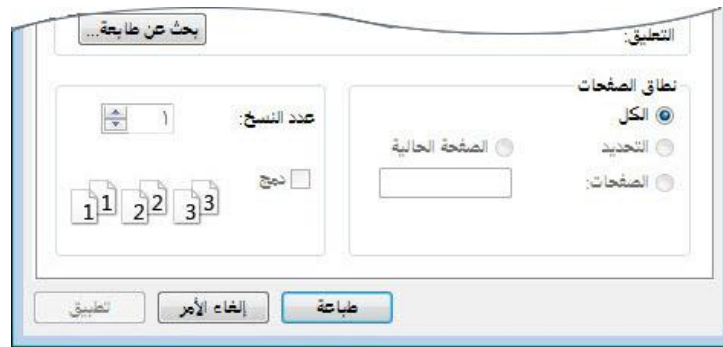 التعليق:
بحث عن طابعة...
نطاق الصفحات
الكل
التحديد
الصفحة الحالية
الصفحات:
عدد النسخ:
١
دمج
1 1 2 2 3 3
طباعة
إلغاء الأمر
تطبيق